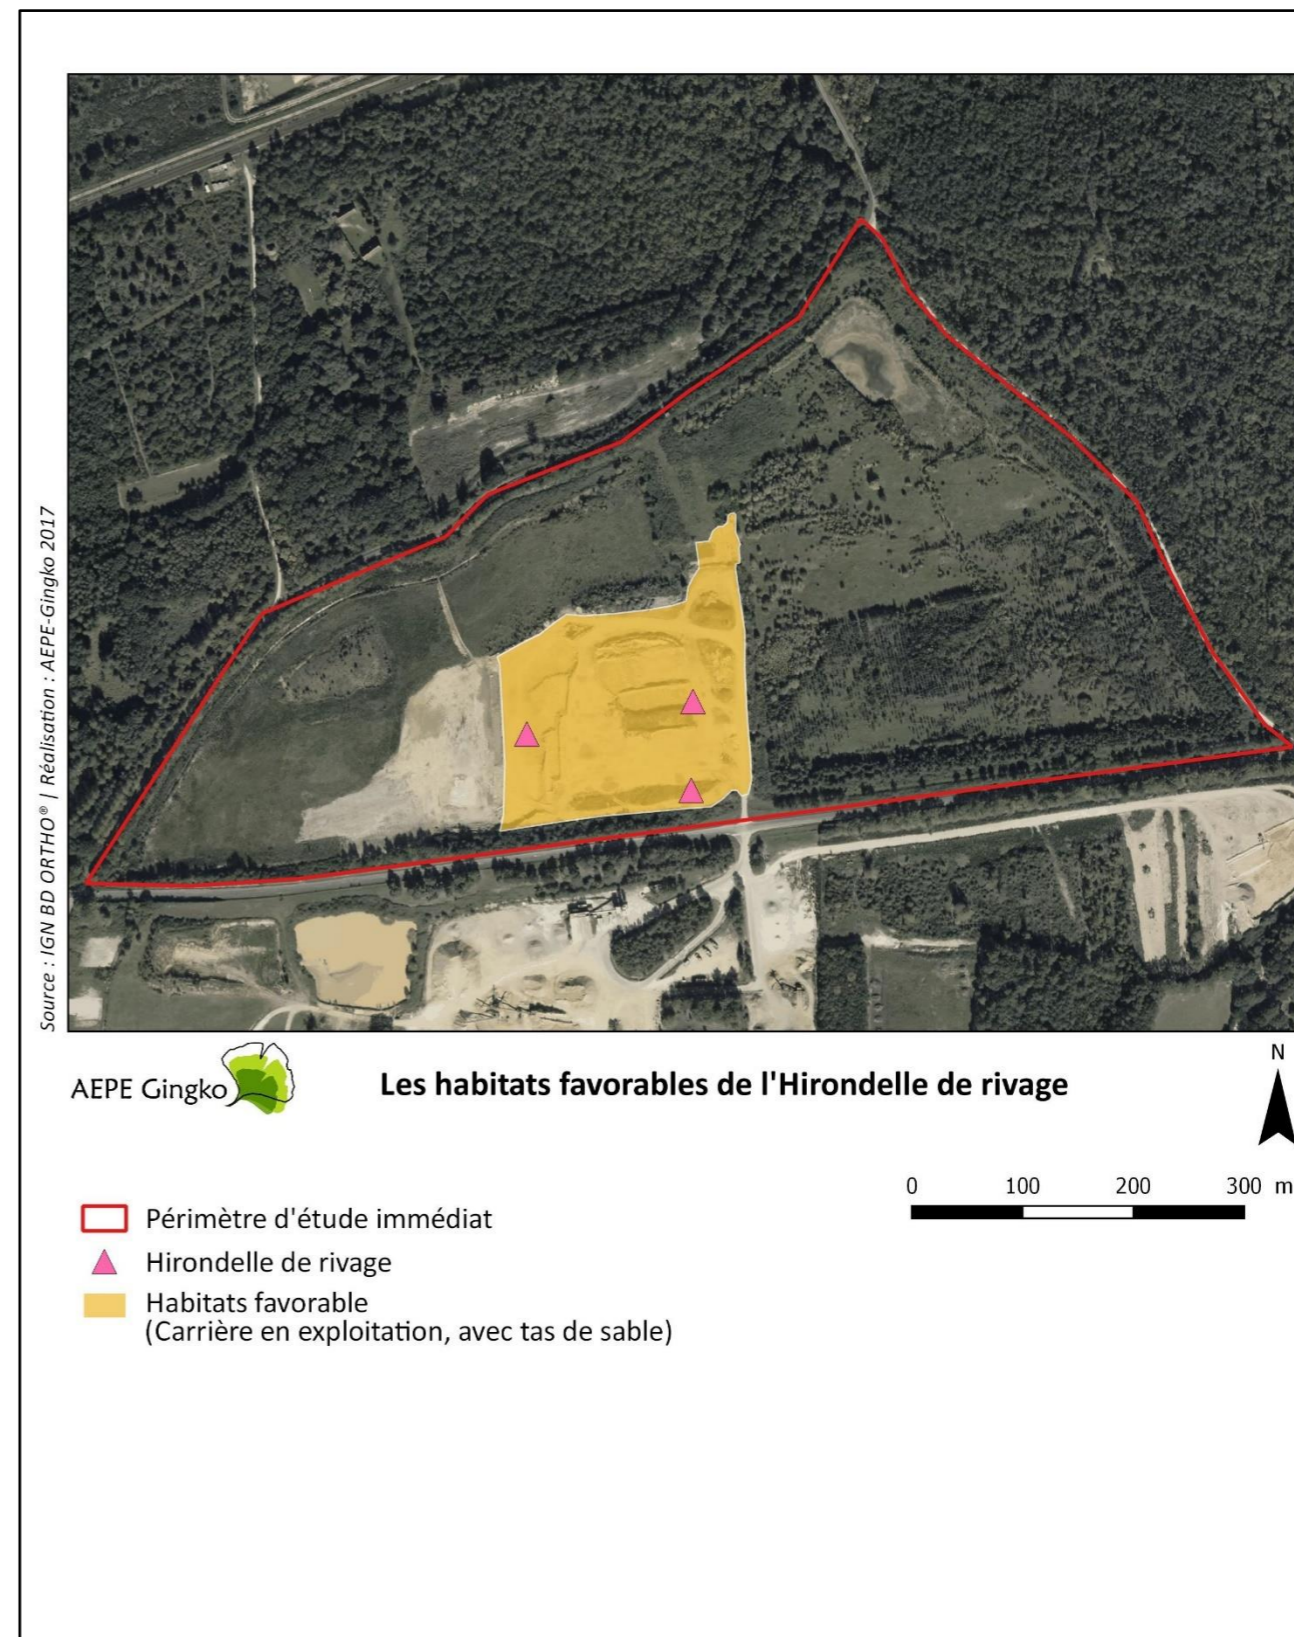 Source : IGN BD ORTHO® | Réalisation : AEPE-Gingko 2017
AEPE Gingko
Les habitats favorables de l'Hirondelle de rivage
N
0 100 200 300 m
Périmètre d'étude immédiat
Hirondelle de rivage
Habitats favorable
(Carrière en exploitation, avec tas de sable)